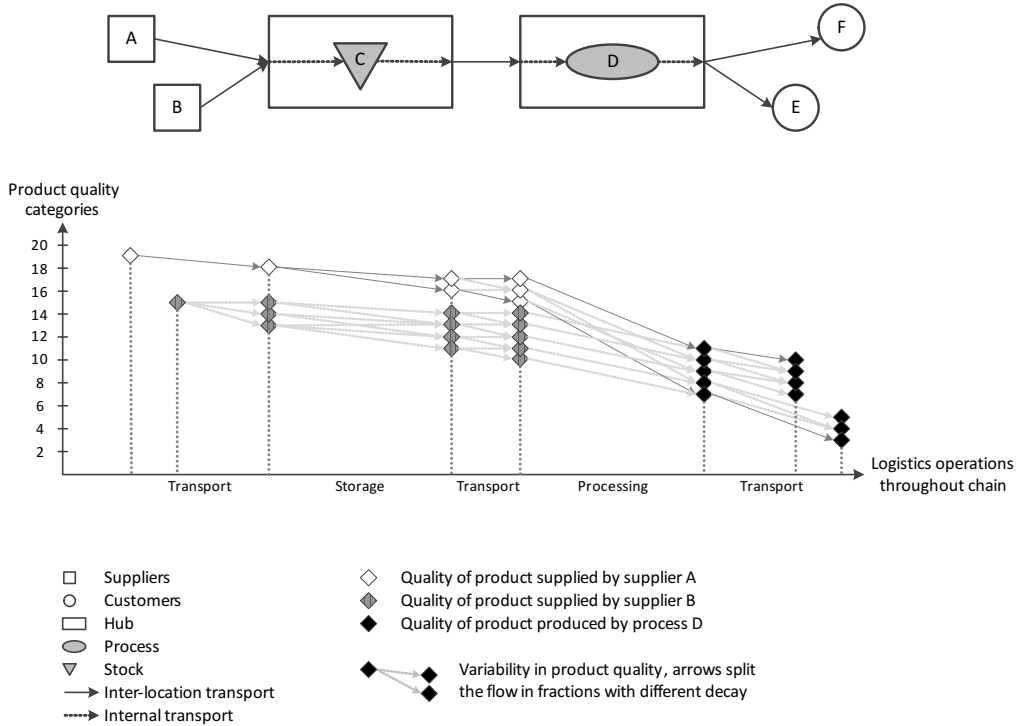 A
B
C
D
F
E
Product quality
categories
20
18
16
14
12
10
8
6
4
2
Transport
Storage
Transport
Processing
Transport
Logistics operations
throughout chain
Suppliers
Customers
Hub
Process
Stock
Inter-location transport
Internal transport
Quality of product supplied by supplier A
Quality of product supplied by supplier B
Quality of product produced by process D
Variability in product quality, arrows split
the flow in fractions with different decay